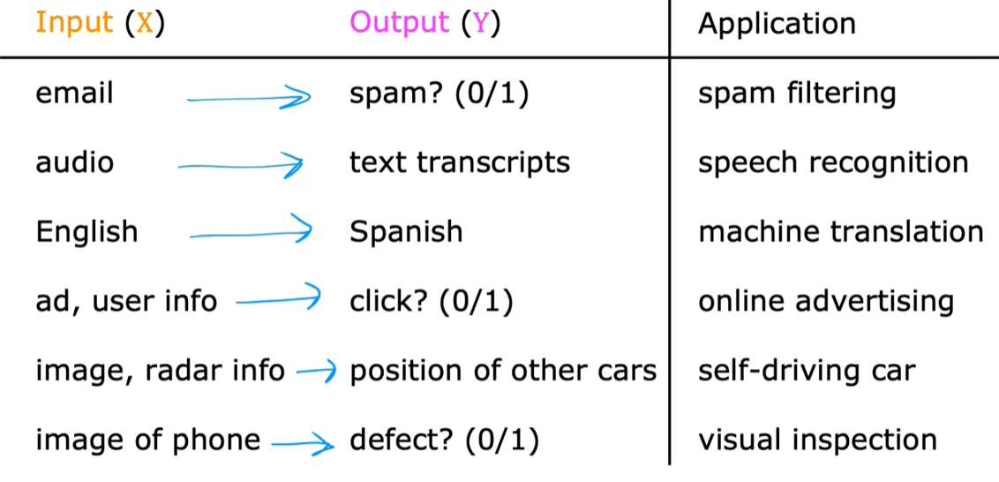 Input (X) Output (Y) Application
email spam? (0/1) spam filtering
audio text transcripts speech recognition
English Spanish machine translation
ad, user info click? (0/1) online advertising
image, radar info position of other cars self-driving car
image of phone defect? (0/1) visual inspection